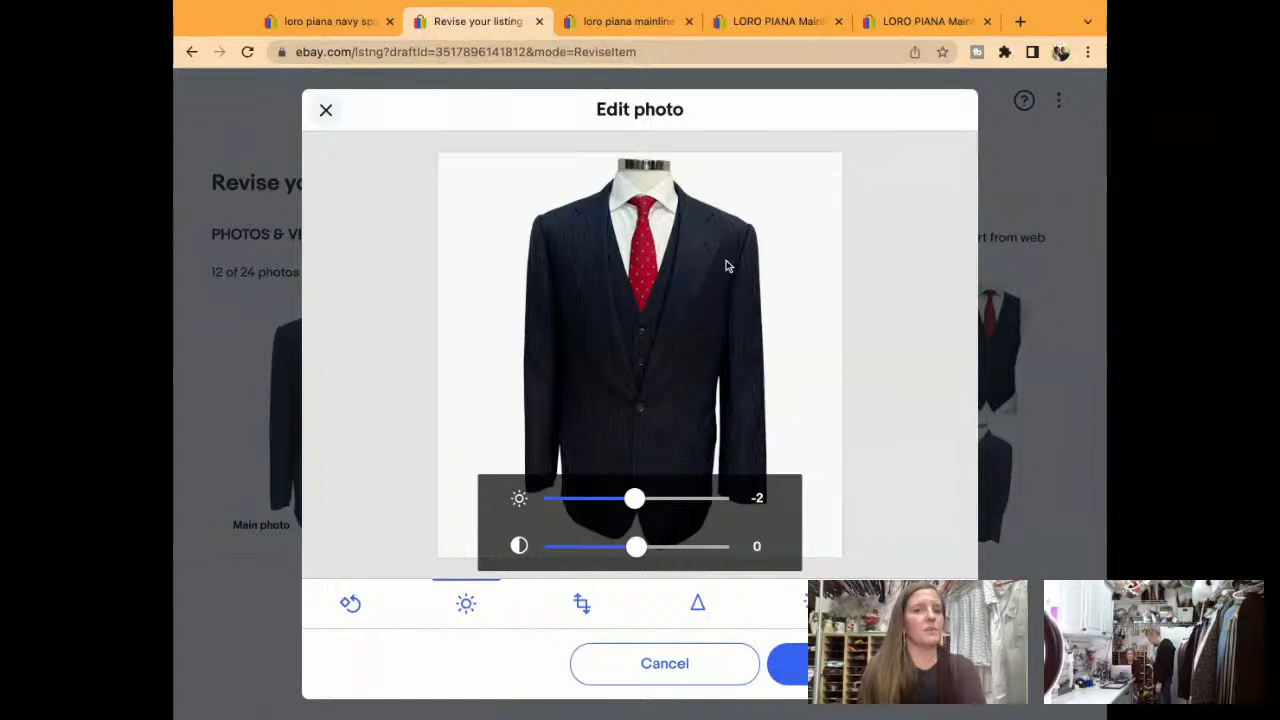 loro piana navy sp
Revise your listing
loro piana mainline
LORO PIANA Mainl
LORO PIANA Mainl
ebay.com/lstng?draftId=3517896141812&mode=ReviseItem
Edit photo
Revise yo
PHOTOS & VI
rt from web
12 of 24 photos
-2
Main photo
0
Cancel